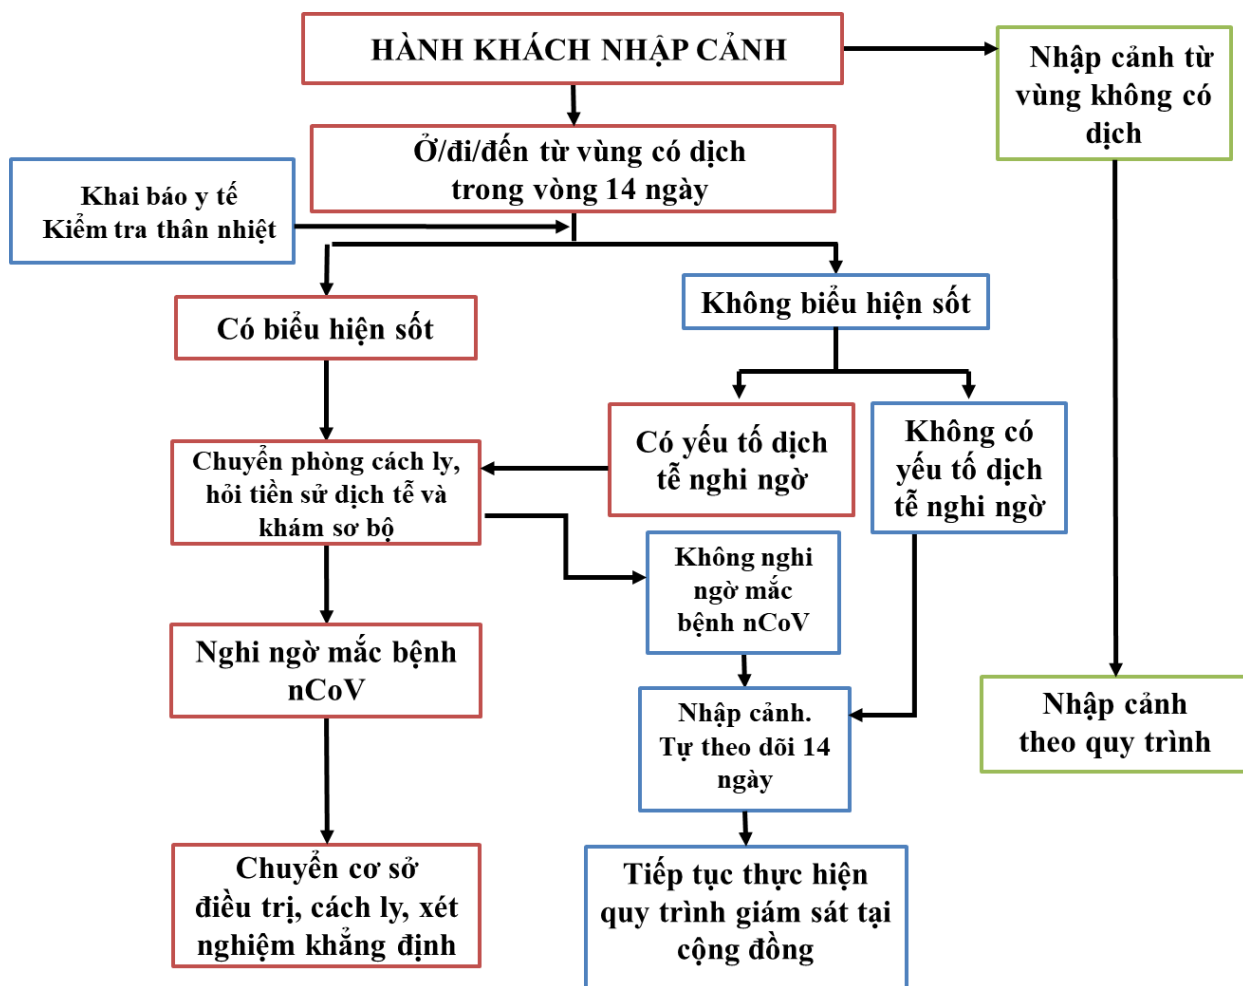 HÀNH KHÁCH NHẬP CẢNH
Nhập cảnh từ
vùng không có
dịch
Ở/đi/đến từ vùng có dịch
trong vòng 14 ngày
Khai báo y tế
Kiểm tra thân nhiệt
Có biểu hiện sốt
Không biểu hiện sốt
Có yếu tố dịch
tễ nghi ngờ
Không có
yếu tố dịch
tễ nghi ngờ
Chuyển phòng cách ly,
hỏi tiền sử dịch tễ và
khám sơ bộ
Không nghi
ngờ mắc
bệnh nCoV
Nghi ngờ mắc bệnh
nCoV
Nhập cảnh.
Tự theo dõi 14
ngày
Nhập cảnh
theo quy trình
Chuyển cơ sở
điều trị, cách ly, xét
nghiệm khẳng định
Tiếp tục thực hiện
quy trình giám sát tại
cộng đồng